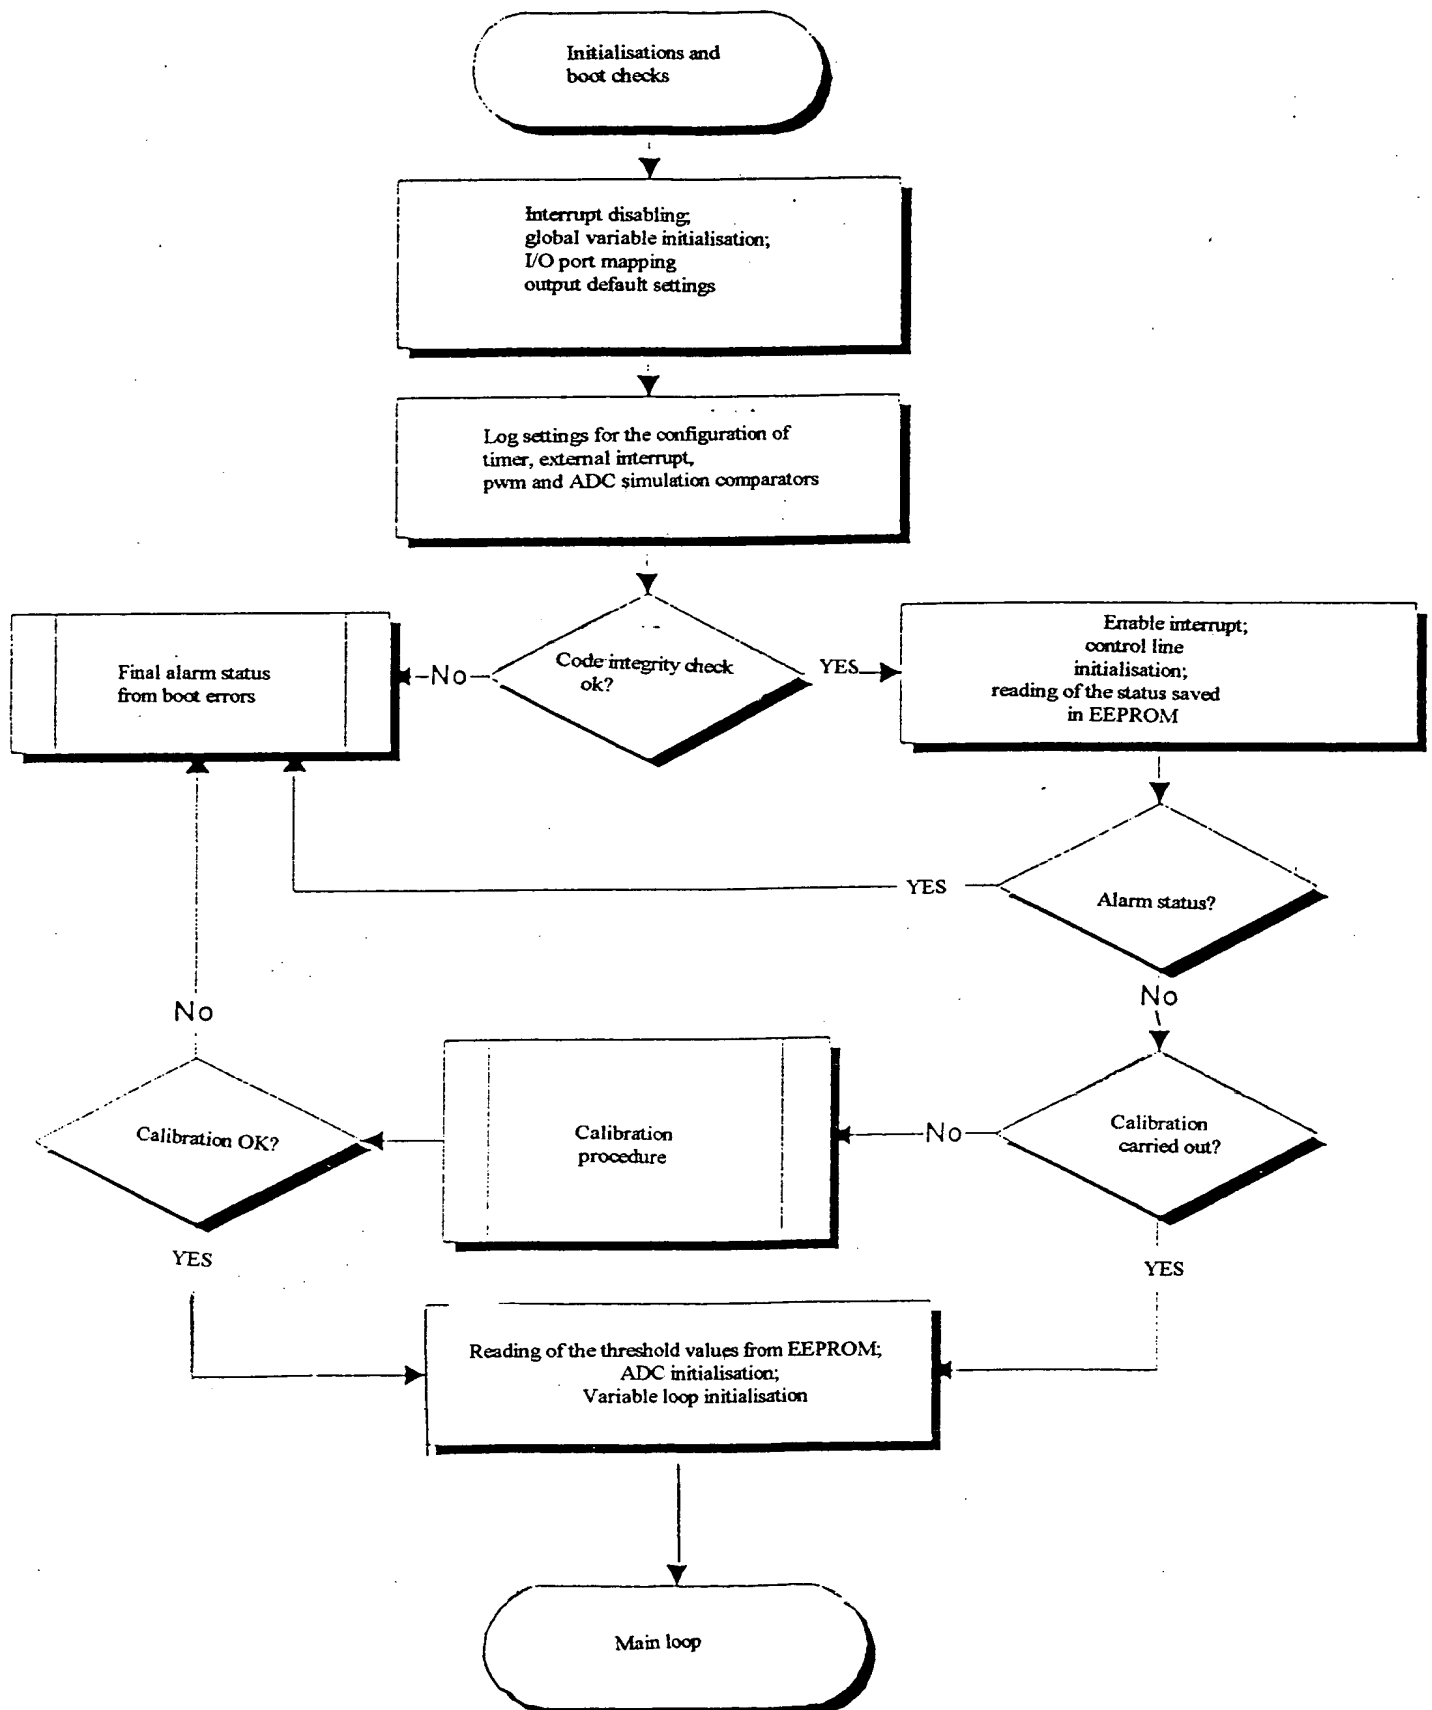 Initialisations and
boot checks
Interrupt disabling;
global variable initialisation;
I/O port mapping
output default settings
Log settings for the configuration of
timer, external interrupt,
pwm and ADC simulation comparators
Final alarm status
from boot errors
No
Code integrity check
ok?
YES
Enable interrupt;
control line
initialisation;
reading of the status saved
in EEPROM
YES
Alarm status?
No
No
Calibration OK?
Calibration
procedure
No
Calibration
carried out?
YES
YES
Reading of the threshold values from EEPROM;
ADC initialisation;
Variable loop initialisation
Main loop